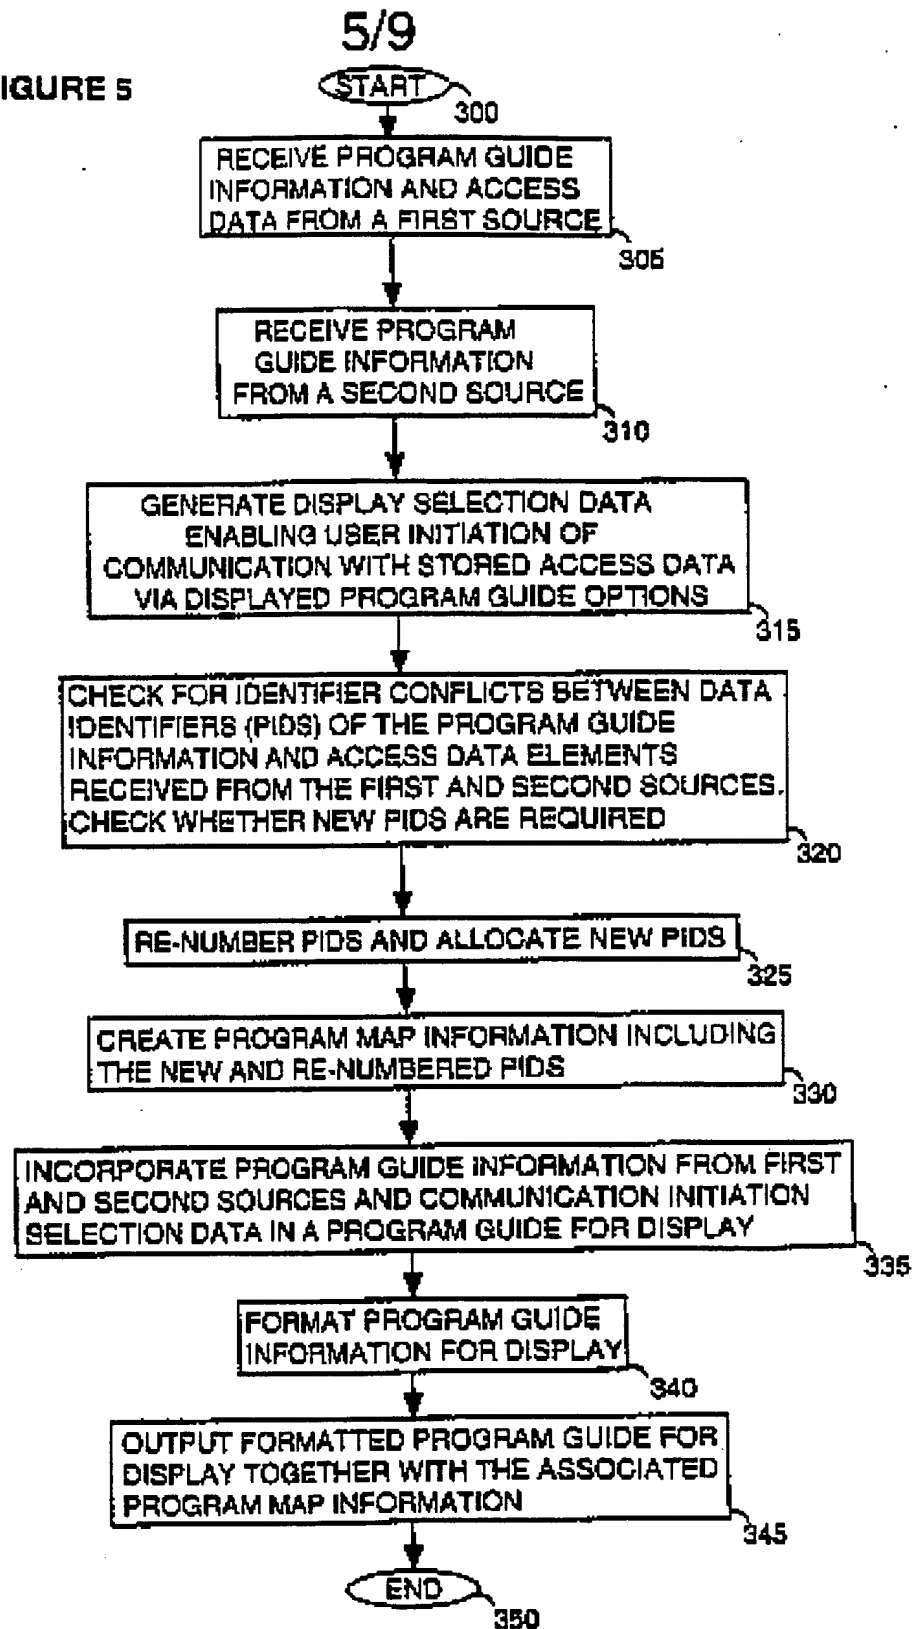 5/9
IGURE 5
START
300
RECEIVE PROGRAM GUIDE
INFORMATION AND ACCESS
DATA FROM A FIRST SOURCE
305
RECEIVE PROGRAM
GUIDE INFORMATION
FROM A SECOND SOURCE
310
GENERATE DISPLAY SELECTION DATA
ENABLING USER INITIATION OF
COMMUNICATION WITH STORED ACCESS DATA
VIA DISPLAYED PROGRAM GUIDE OPTIONS
315
CHECK FOR IDENTIFIER CONFLICTS BETWEEN DATA
IDENTIFIERS (PIDS) OF THE PROGRAM GUIDE
INFORMATION AND ACCESS DATA ELEMENTS
RECEIVED FROM THE FIRST AND SECOND SOURCES.
CHECK WHETHER NEW PIDS ARE REQUIRED
320
RE-NUMBER PIDS AND ALLOCATE NEW PIDS
325
CREATE PROGRAM MAP INFORMATION INCLUDING
THE NEW AND RE-NUMBERED PIDS
330
INCORPORATE PROGRAM GUIDE INFORMATION FROM FIRST
AND SECOND SOURCES AND COMMUNICATION INITIATION
SELECTION DATA IN A PROGRAM GUIDE FOR DISPLAY
335
FORMAT PROGRAM GUIDE
INFORMATION FOR DISPLAY
340
OUTPUT FORMATTED PROGRAM GUIDE FOR
DISPLAY TOGETHER WITH THE ASSOCIATED
PROGRAM MAP INFORMATION
345
END
350